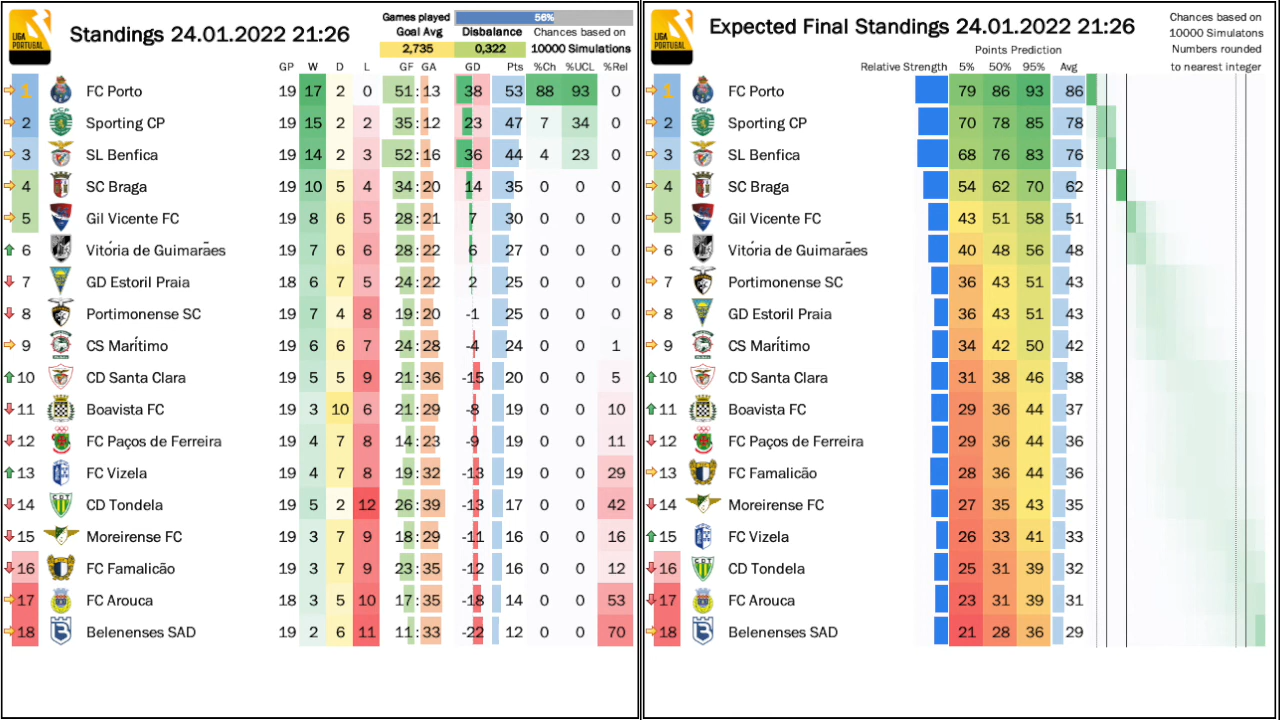 Standings 24.01.2022 21:26
Games played 56%
Goal Avg Disbalance Chances based on
2,735 0,322 10000 Simulations
GP W D L GF GA GD Pts %Ch %UCL %Rel
1 FC Porto 19 17 2 0 51:13 38 53 88 93 0
2 Sporting CP 19 15 2 2 35:12 23 47 7 34 0
3 SL Benfica 19 14 2 3 52:16 36 44 4 23 0
4 SC Braga 19 10 5 4 34:20 14 35 0 0 0
5 Gil Vicente FC 19 8 6 5 28:21 7 30 0 0 0
6 Vitória de Guimarães 19 7 6 6 28:22 6 27 0 0 0
7 GD Estoril Praia 18 6 7 5 24:22 2 25 0 0 0
8 Portimonense SC 19 7 4 8 19:20 -1 25 0 0 0
9 CS Marítimo 19 6 6 7 24:28 -4 24 0 0 1
10 CD Santa Clara 19 5 5 9 21:36 -15 20 0 0 5
11 Boavista FC 19 3 10 6 21:29 -8 19 0 0 10
12 FC Paços de Ferreira 19 4 7 8 14:23 -9 19 0 0 11
13 FC Vizela 19 4 7 8 19:32 -13 19 0 0 29
14 CD Tondela 19 5 2 12 26:39 -13 17 0 0 42
15 Moreirense FC 19 3 7 9 18:29 -11 16 0 0 16
16 FC Famalicão 19 3 7 9 23:35 -12 16 0 0 12
17 FC Arouca 18 3 5 10 17:35 -18 14 0 0 53
18 Belenenses SAD 19 2 6 11 11:33 -22 12 0 0 70
LIGA
PORTUGAL
Expected Final Standings 24.01.2022 21:26
Chances based on
10000 Simulatons
Numbers rounded
to nearest integer
Points Prediction
Relative Strength 5% 50% 95% Avg
1 FC Porto 79 86 93 86
2 Sporting CP 70 78 85 78
3 SL Benfica 68 76 83 76
4 SC Braga 54 62 70 62
5 Gil Vicente FC 43 51 58 51
6 Vitória de Guimarães 40 48 56 48
7 Portimonense SC 36 43 51 43
8 GD Estoril Praia 36 43 51 43
9 CS Marítimo 34 42 50 42
10 CD Santa Clara 31 38 46 38
11 Boavista FC 29 36 44 37
12 FC Paços de Ferreira 29 36 44 36
13 FC Famalicão 28 36 44 36
14 Moreirense FC 27 35 43 35
15 FC Vizela 26 33 41 33
16 CD Tondela 25 31 39 32
17 FC Arouca 23 31 39 31
18 Belenenses SAD 21 28 36 29
LIGA
PORTUGAL